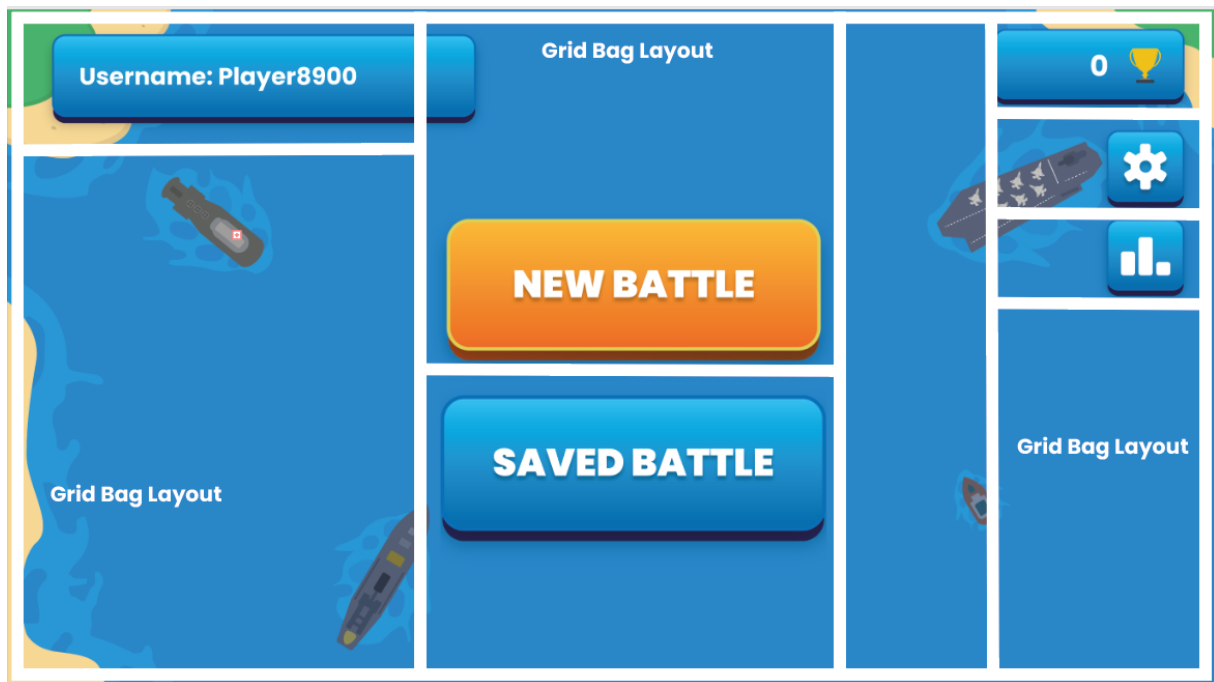 Grid Bag Layout
Username: Player8900
0
NEW BATTLE
SAVED BATTLE
Grid Bag Layout
Grid Bag Layout